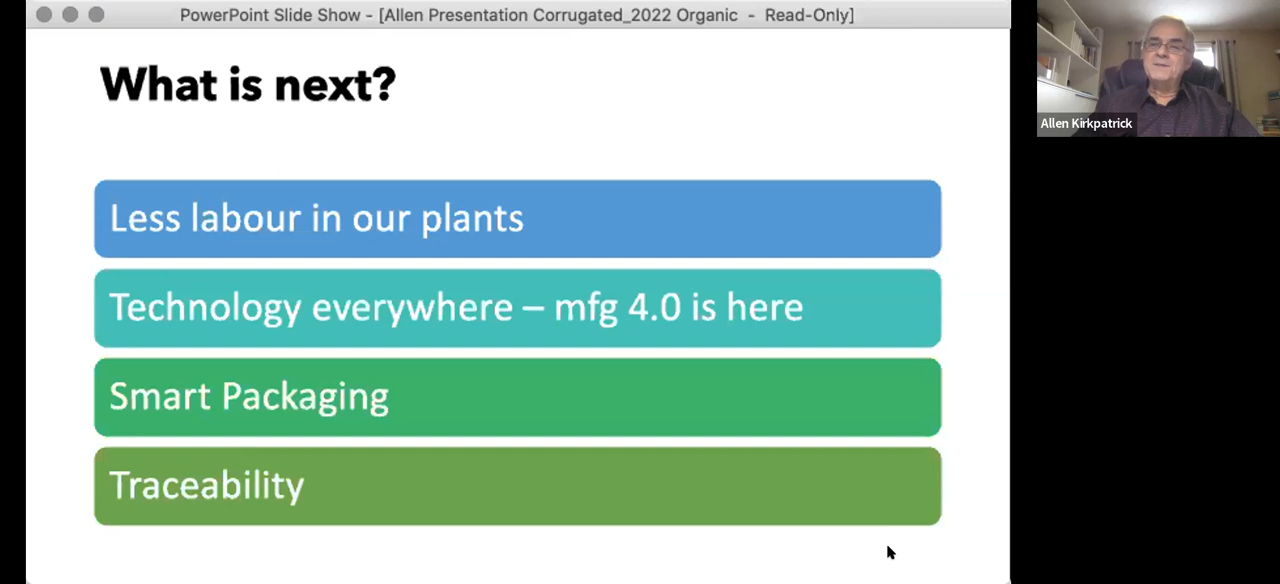 PowerPoint Slide Show - [Allen Presentation Corrugated_2022 Organic - Read-Only]
What is next?
Allen Kirkpatrick
Less labour in our plants
Technology everywhere – mfg 4.0 is here
Smart Packaging
Traceability